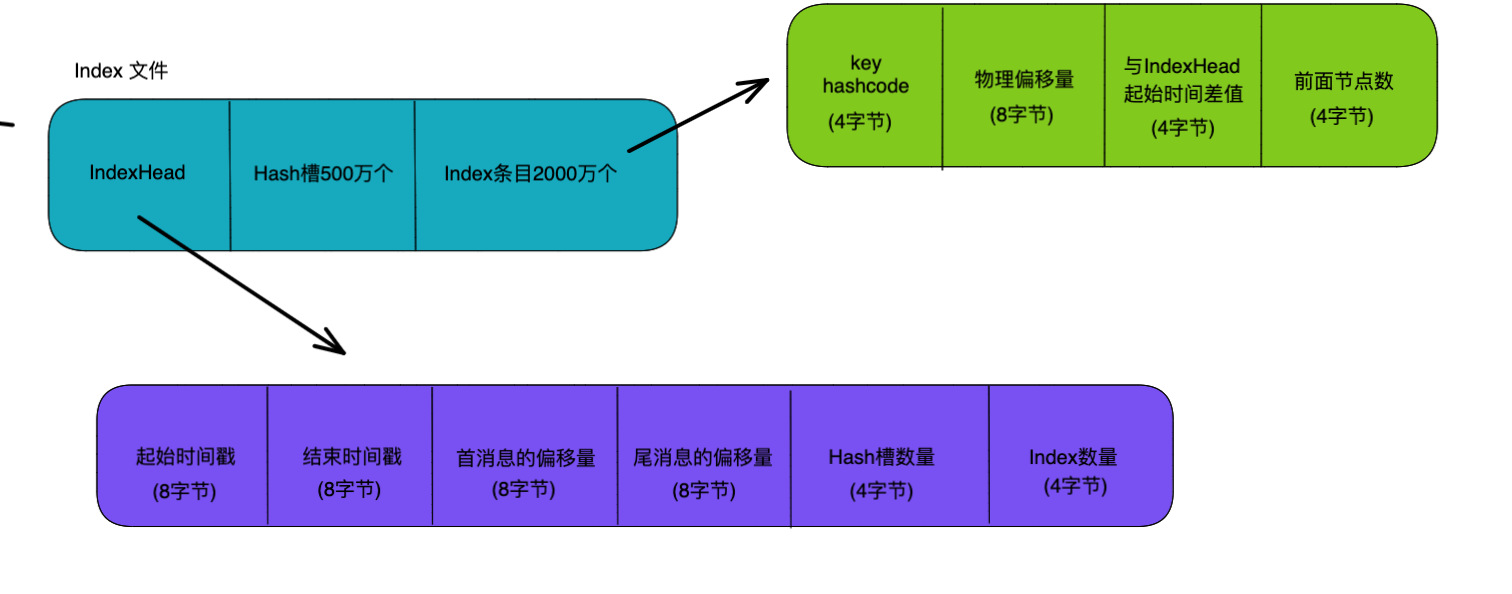 Index 文件
IndexHead
Hash槽500万个
Index条目2000万个
key
hashcode
(4字节)
物理偏移量
(8字节)
与IndexHead
起始时间差值
(4字节)
前面节点数
(4字节)
起始时间戳
(8字节)
结束时间戳
(8字节)
首消息的偏移量
(8字节)
尾消息的偏移量
(8字节)
Hash槽数量
(4字节)
Index数量
(4字节)